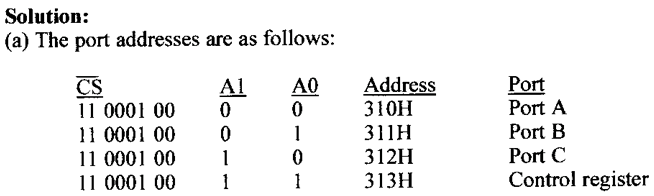 Solution:
(a) The port addresses are as follows:
CS A1 A0 Address Port
11 0001 00 0 0 310H Port A
11 0001 00 0 1 311H Port B
11 0001 00 1 0 312H Port C
11 0001 00 1 1 313H Control register